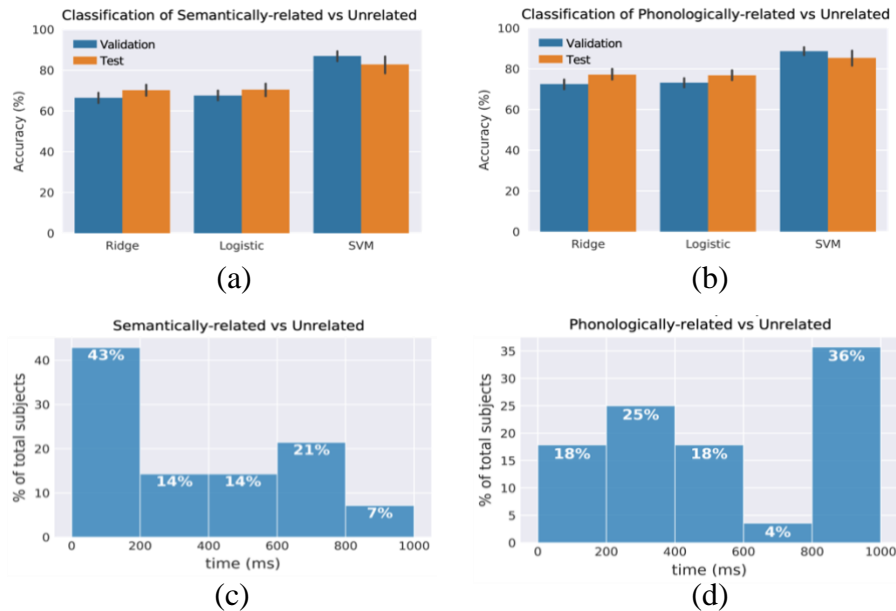 Classification of Semantically-related vs Unrelated
100
80
60
40
20
0
Accuracy (%)
Validation
Test
Ridge
Logistic
SVM
(a)
Classification of Phonologically-related vs Unrelated
100
80
60
40
20
0
Accuracy (%)
Validation
Test
Ridge
Logistic
SVM
(b)
Semantically-related vs Unrelated
40
30
20
10
0
% of total subjects
43%
14%
14%
21%
7%
0
200
400
600
800
1000
time (ms)
(c)
Phonologically-related vs Unrelated
35
30
25
20
15
10
5
0
% of total subjects
18%
25%
18%
4%
36%
0
200
400
600
800
1000
time (ms)
(d)